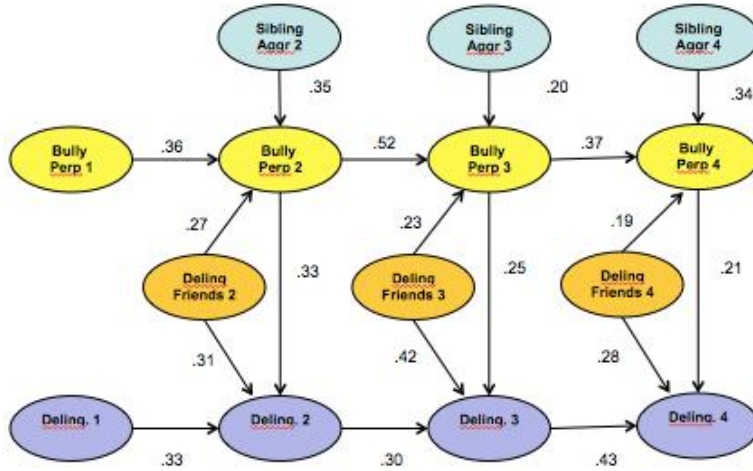 Sibling
Aggr 2
Sibling
Aggr 3
Sibling
Aggr 4
.35
.20
.34
Bully
Perp 1
.36
Bully
Perp 2
.52
Bully
Perp 3
.37
Bully
Perp 4
.27
.23
.19
Delinq
Friends 2
.33
Delinq
Friends 3
.25
Delinq
Friends 4
.21
.31
.42
.28
Delinq. 1
Delinq. 2
Delinq. 3
Delinq. 4
.33
.30
.43